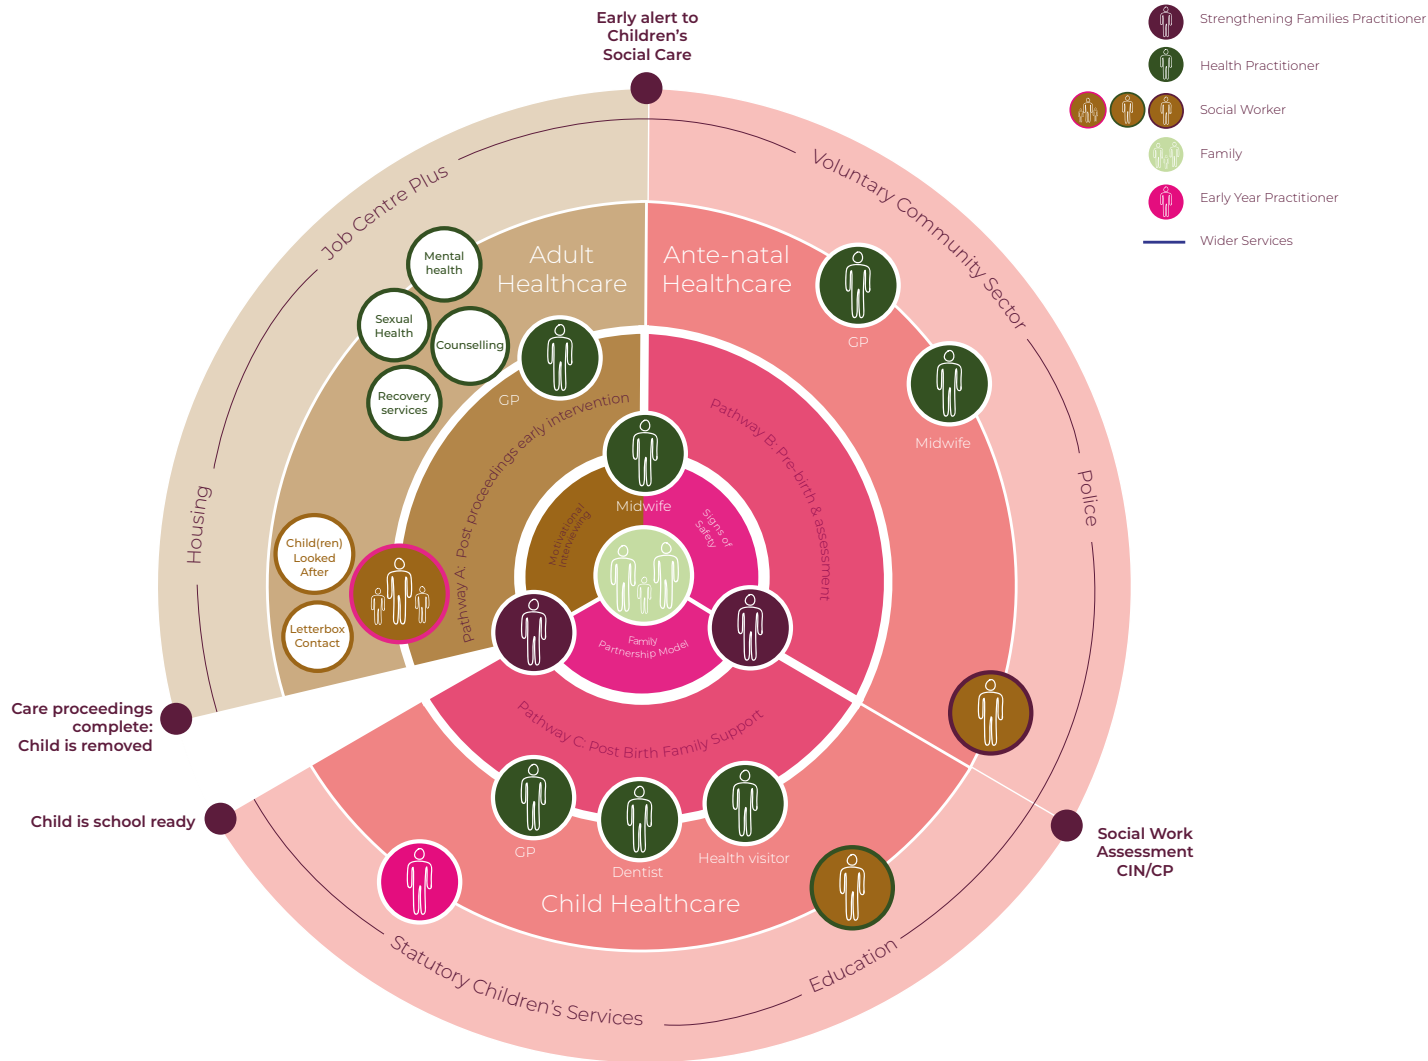 Early alert to
Children's
Social Care
Strengthening Families Practitioner
Health Practitioner
Social Worker
Family
Early Year Practitioner
Wider Services
Job Centre Plus
Voluntary Community Sector
Housing
Police
Education
Statutory Children's Services
Adult
Healthcare
Ante-natal
Healthcare
Mental
health
Sexual
Health
Counselling
Recovery
services
GP
GP
Midwife
Pathway A: Post proceedings early intervention
Pathway B: Pre-birth & assessment
Midwife
Motivational
Interviewing
Signs of
Safety
Family
Partnership Model
Child(ren)
Looked
After
Letterbox
Contact
Pathway C: Post Birth Family Support
GP
Dentist
Health visitor
Child Healthcare
Care proceedings
complete:
Child is removed
Child is school ready
Social Work
Assessment
CIN/CP